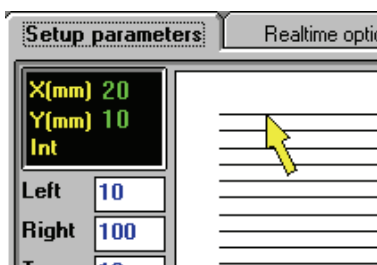 Setup parameters Realtime optio
X(mm) 20
Y(mm) 10
Int
Left 10
Right 100